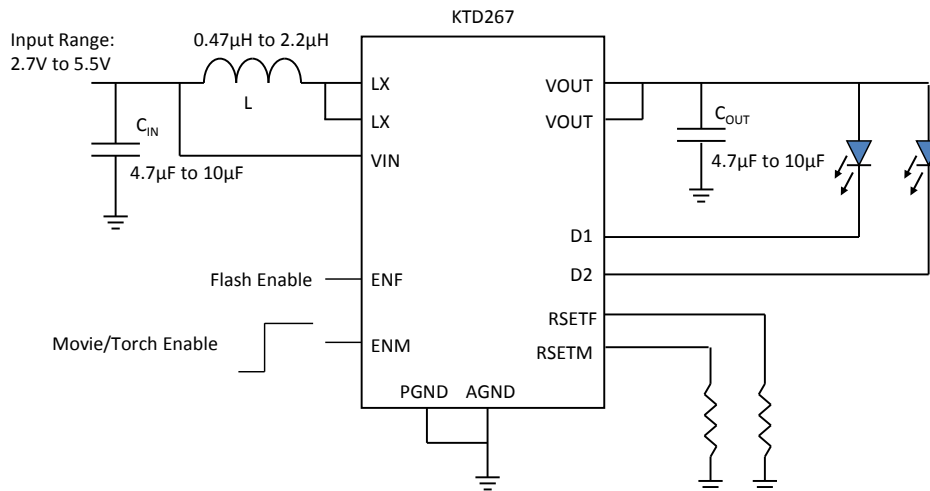 KTD267
Input Range:
2.7V to 5.5V
0.47µH to 2.2µH
L
C_IN
4.7µF to 10µF
LX
LX
VIN
VOUT
VOUT
C_OUT
4.7µF to 10µF
D1
D2
Flash Enable
ENF
RSETF
Movie/Torch Enable
ENM
RSETM
PGND
AGND